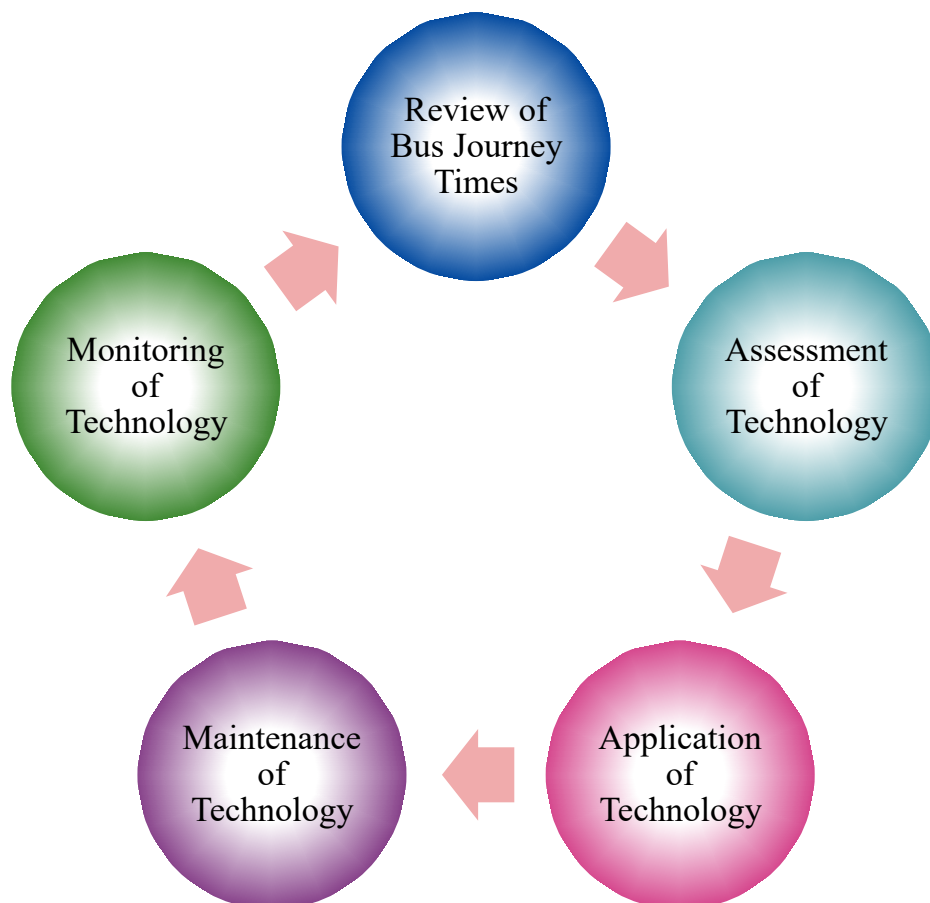 Review of
Bus Journey
Times
Assessment
of
Technology
Application
of
Technology
Maintenance
of
Technology
Monitoring
of
Technology